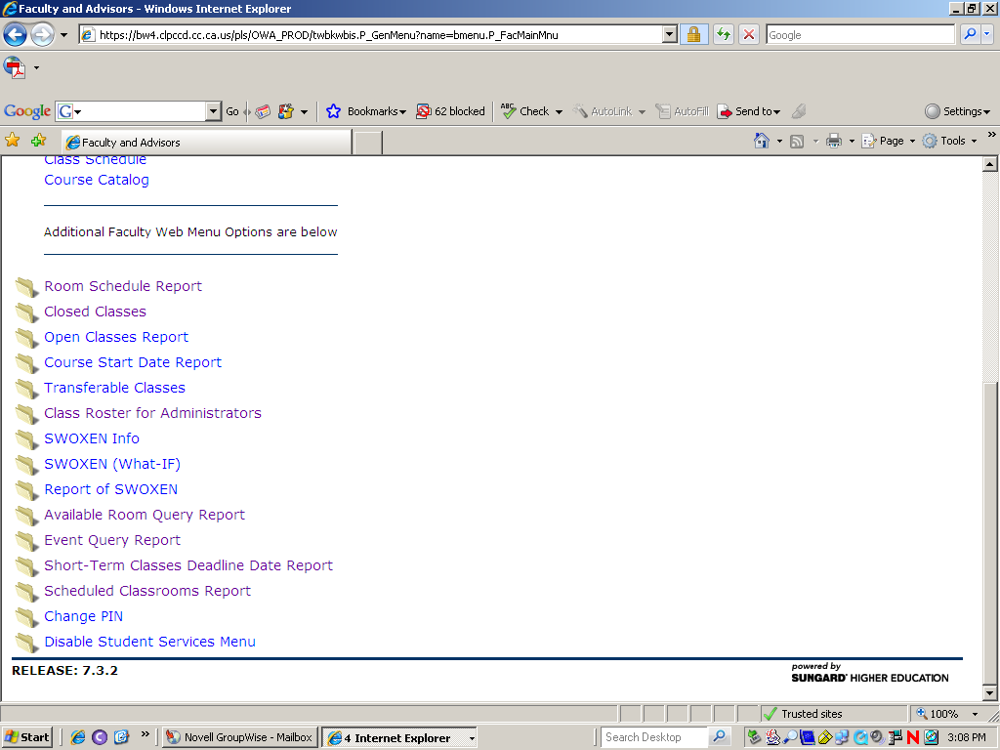 Faculty and Advisors - Windows Internet Explorer
https://bw4.clpccd.cc.ca.us/pls/OWA_PROD/twbkwbis.P_GenMenu?name=bmenu.P_FacMainMnu
Google
Google G Go Bookmarks 62 blocked ABC Check AutoLink AutoFill Send to Settings
Faculty and Advisors Page Tools »
Class Schedule
Course Catalog
Additional Faculty Web Menu Options are below
Room Schedule Report
Closed Classes
Open Classes Report
Course Start Date Report
Transferable Classes
Class Roster for Administrators
SWOXEN Info
SWOXEN (What-IF)
Report of SWOXEN
Available Room Query Report
Event Query Report
Short-Term Classes Deadline Date Report
Scheduled Classrooms Report
Change PIN
Disable Student Services Menu
RELEASE: 7.3.2
powered by
SUNGARD® HIGHER EDUCATION
Trusted sites 100%
Start » Novell GroupWise - Mailbox 4 Internet Explorer Search Desktop 3:08 PM